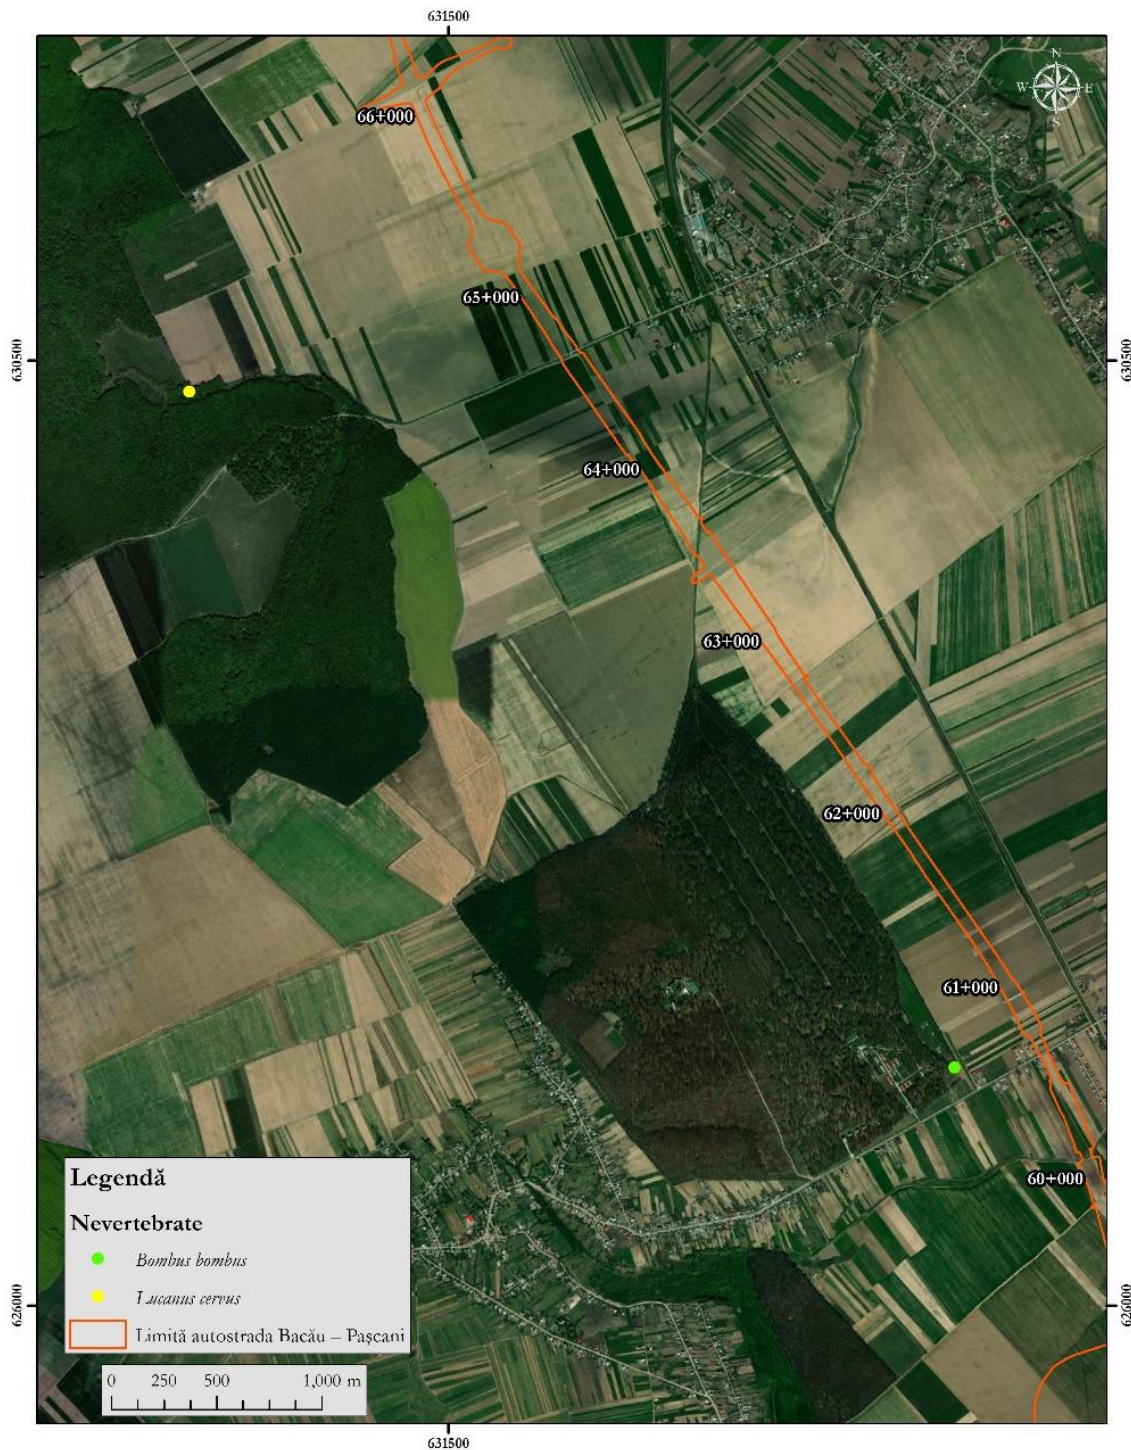 631500
N
W E
S
66+000
65+000
630500
630500
64+000
63+000
62+000
61+000
60+000
Legendă
Nevertebrate
Bombus bombus
Lucanus cervus
Limită autostrada Bacău – Pașcani
0 250 500 1,000 m
626000
626000
631500